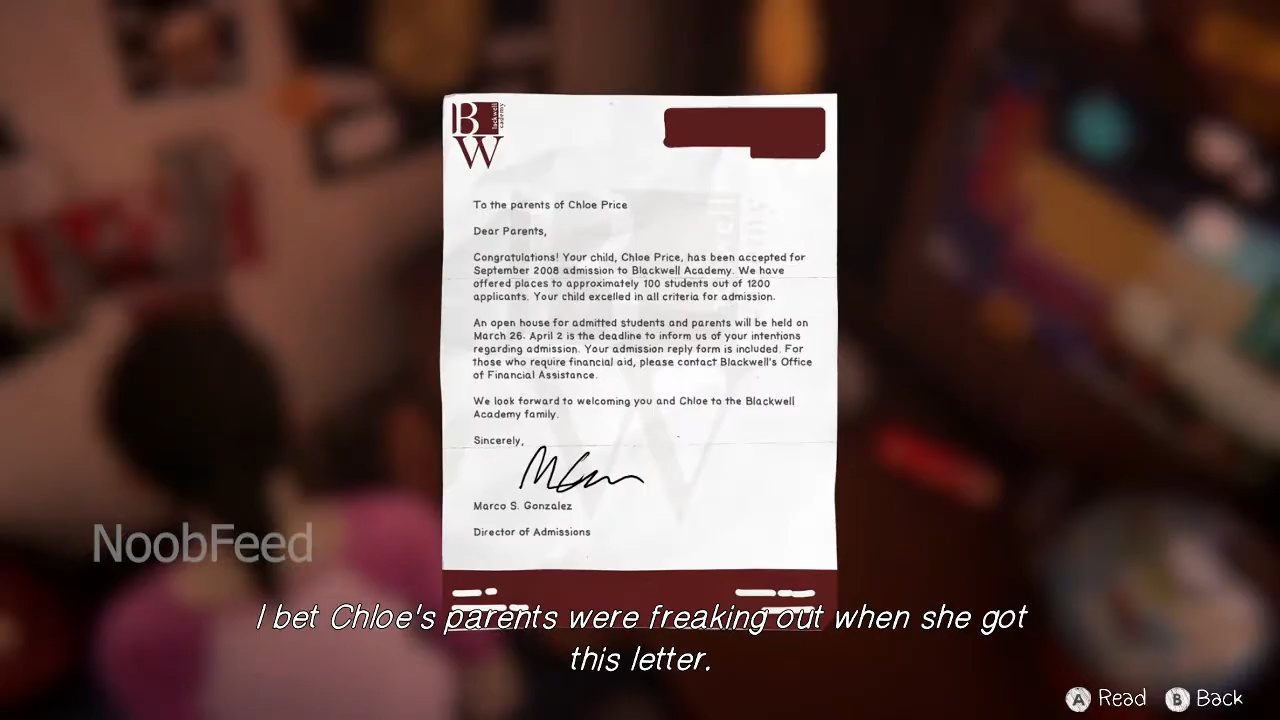 B lackwell
W cademy
To the parents of Chloe Price
Dear Parents,
Congratulations! Your child, Chloe Price, has been accepted for
September 2008 admission to Blackwell Academy. We have
offered places to approximately 100 students out of 1200
applicants. Your child excelled in all criteria for admission.
An open house for admitted students and parents will be held on
March 26. April 2 is the deadline to inform us of your intentions
regarding admission. Your admission reply form is included. For
those who require financial aid, please contact Blackwell's Office
of Financial Assistance.
We look forward to welcoming you and Chloe to the Blackwell
Academy family.
Sincerely,
Marco S. Gonzalez
Director of Admissions
NoobFeed
I bet Chloe's parents were freaking out when she got
this letter.
A Read B Back